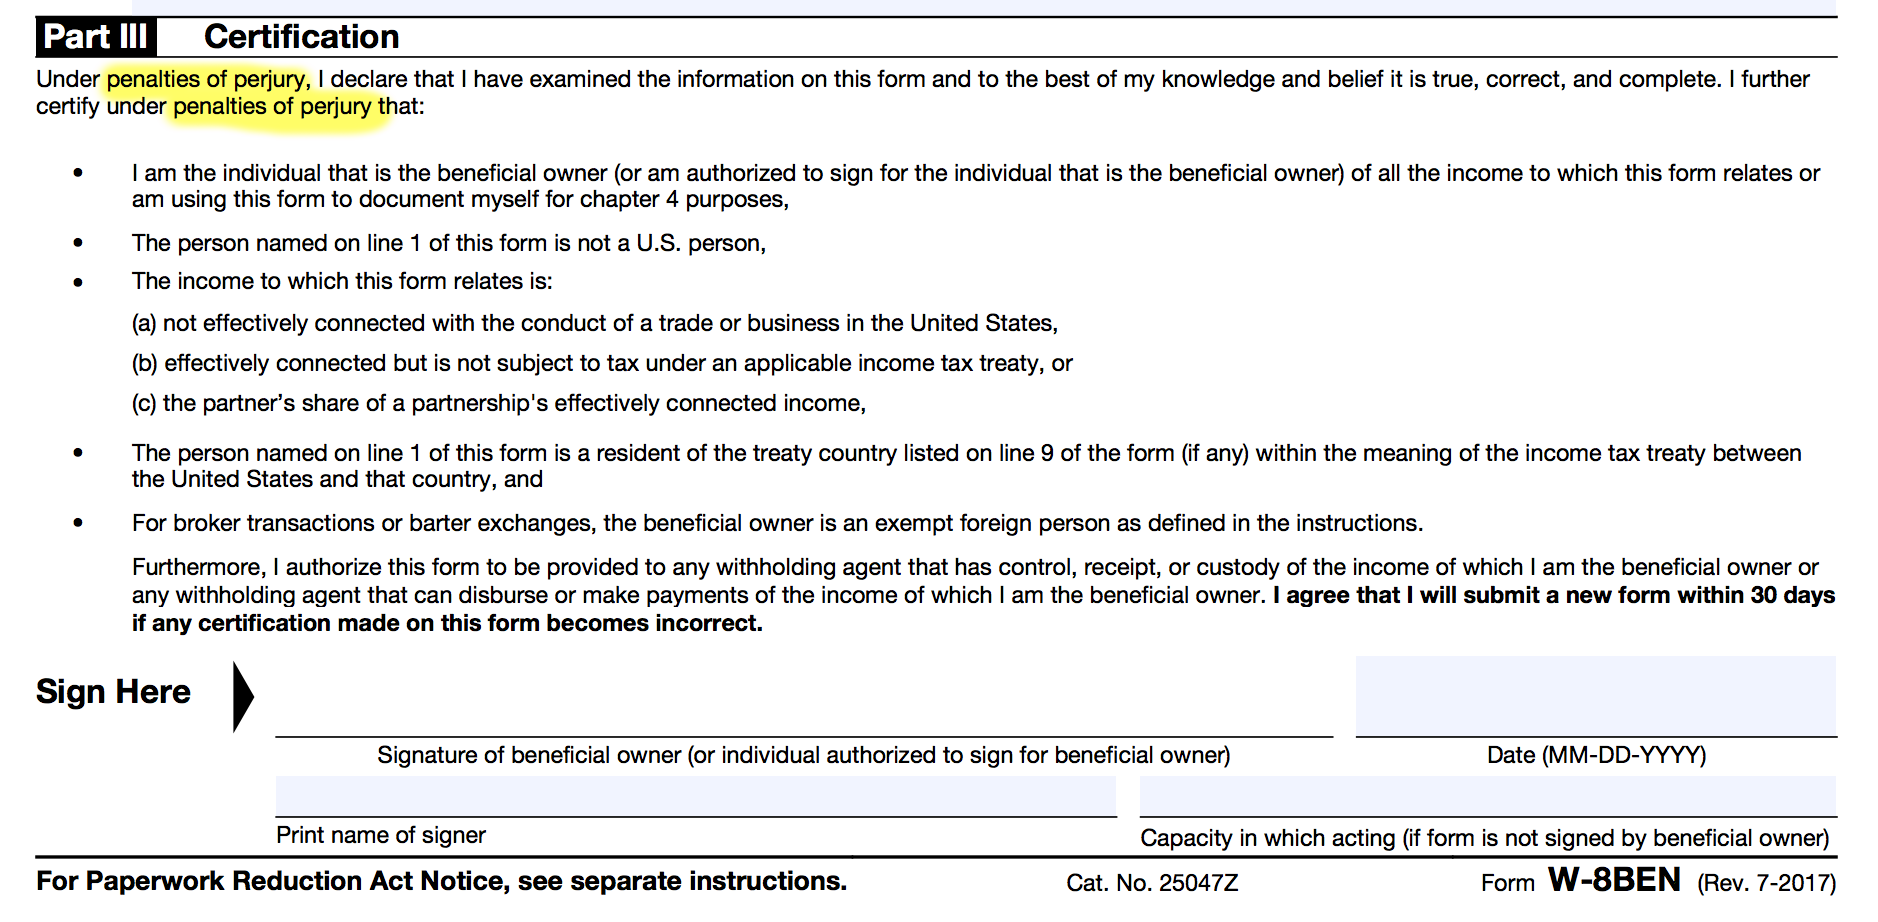 Part III Certification
Under penalties of perjury, I declare that I have examined the information on this form and to the best of my knowledge and belief it is true, correct, and complete. I further
certify under penalties of perjury that:
• I am the individual that is the beneficial owner (or am authorized to sign for the individual that is the beneficial owner) of all the income to which this form relates or
am using this form to document myself for chapter 4 purposes,
• The person named on line 1 of this form is not a U.S. person,
• The income to which this form relates is:
(a) not effectively connected with the conduct of a trade or business in the United States,
(b) effectively connected but is not subject to tax under an applicable income tax treaty, or
(c) the partner’s share of a partnership's effectively connected income,
• The person named on line 1 of this form is a resident of the treaty country listed on line 9 of the form (if any) within the meaning of the income tax treaty between
the United States and that country, and
• For broker transactions or barter exchanges, the beneficial owner is an exempt foreign person as defined in the instructions.
Furthermore, I authorize this form to be provided to any withholding agent that has control, receipt, or custody of the income of which I am the beneficial owner or
any withholding agent that can disburse or make payments of the income of which I am the beneficial owner. I agree that I will submit a new form within 30 days
if any certification made on this form becomes incorrect.
Sign Here
Signature of beneficial owner (or individual authorized to sign for beneficial owner) Date (MM-DD-YYYY)
Print name of signer Capacity in which acting (if form is not signed by beneficial owner)
For Paperwork Reduction Act Notice, see separate instructions. Cat. No. 25047Z Form W-8BEN (Rev. 7-2017)